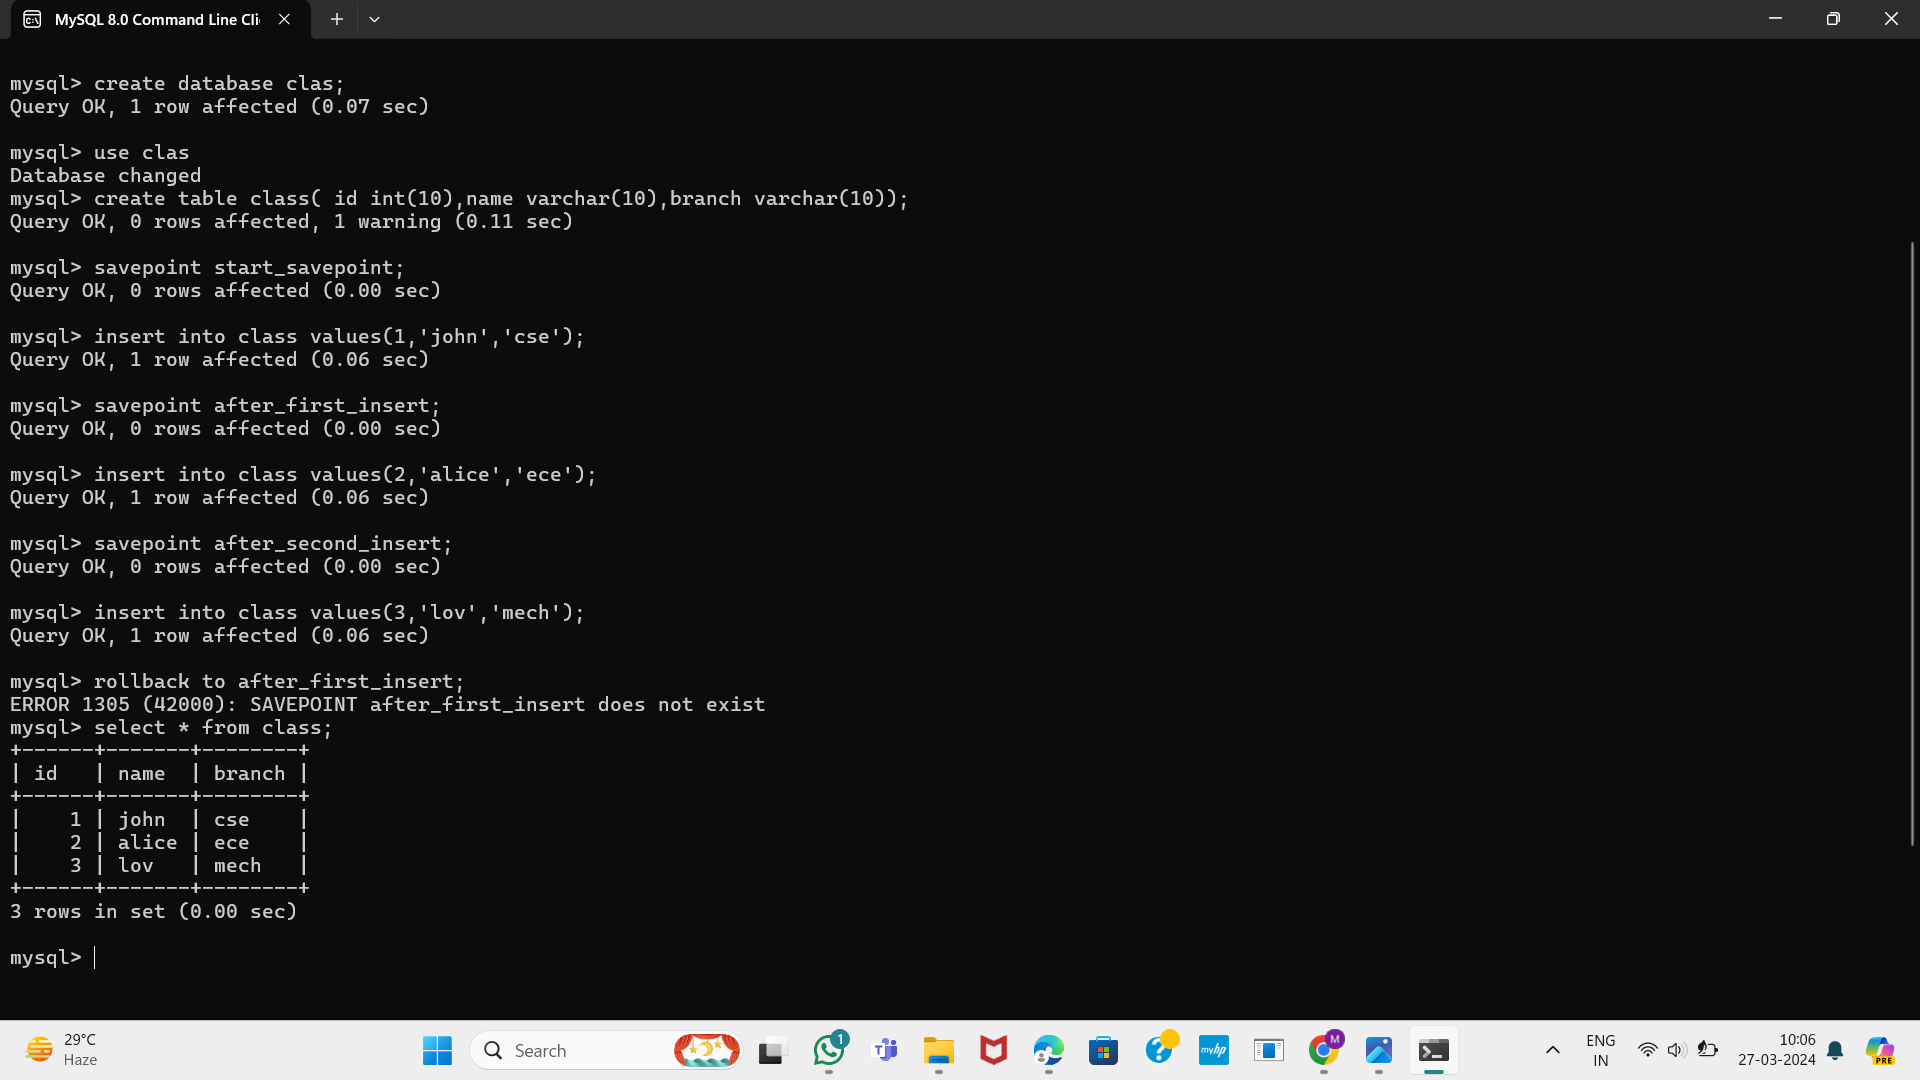 MySQL 8.0 Command Line Cli
mysql> create database clas;
Query OK, 1 row affected (0.07 sec)
mysql> use clas
Database changed
mysql> create table class( id int(10),name varchar(10),branch varchar(10));
Query OK, 0 rows affected, 1 warning (0.11 sec)
mysql> savepoint start_savepoint;
Query OK, 0 rows affected (0.00 sec)
mysql> insert into class values(1,'john','cse');
Query OK, 1 row affected (0.06 sec)
mysql> savepoint after_first_insert;
Query OK, 0 rows affected (0.00 sec)
mysql> insert into class values(2,'alice','ece');
Query OK, 1 row affected (0.06 sec)
mysql> savepoint after_second_insert;
Query OK, 0 rows affected (0.00 sec)
mysql> insert into class values(3,'lov','mech');
Query OK, 1 row affected (0.06 sec)
mysql> rollback to after_first_insert;
ERROR 1305 (42000): SAVEPOINT after_first_insert does not exist
mysql> select * from class;
+------+-------+--------+
| id   | name  | branch |
+------+-------+--------+
|    1 | john  | cse    |
|    2 | alice | ece    |
|    3 | lov   | mech   |
+------+-------+--------+
3 rows in set (0.00 sec)
mysql>
29°C
Haze
Search
1
T
?
myhp
M
ENG
IN
10:06
27-03-2024
PRE